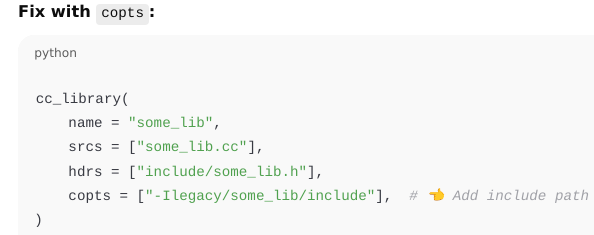 Fix with copts:
python
cc_library(
    name = "some_lib",
    srcs = ["some_lib.cc"],
    hdrs = ["include/some_lib.h"],
    copts = ["-Ilegacy/some_lib/include"],  # 👈 Add include path
)